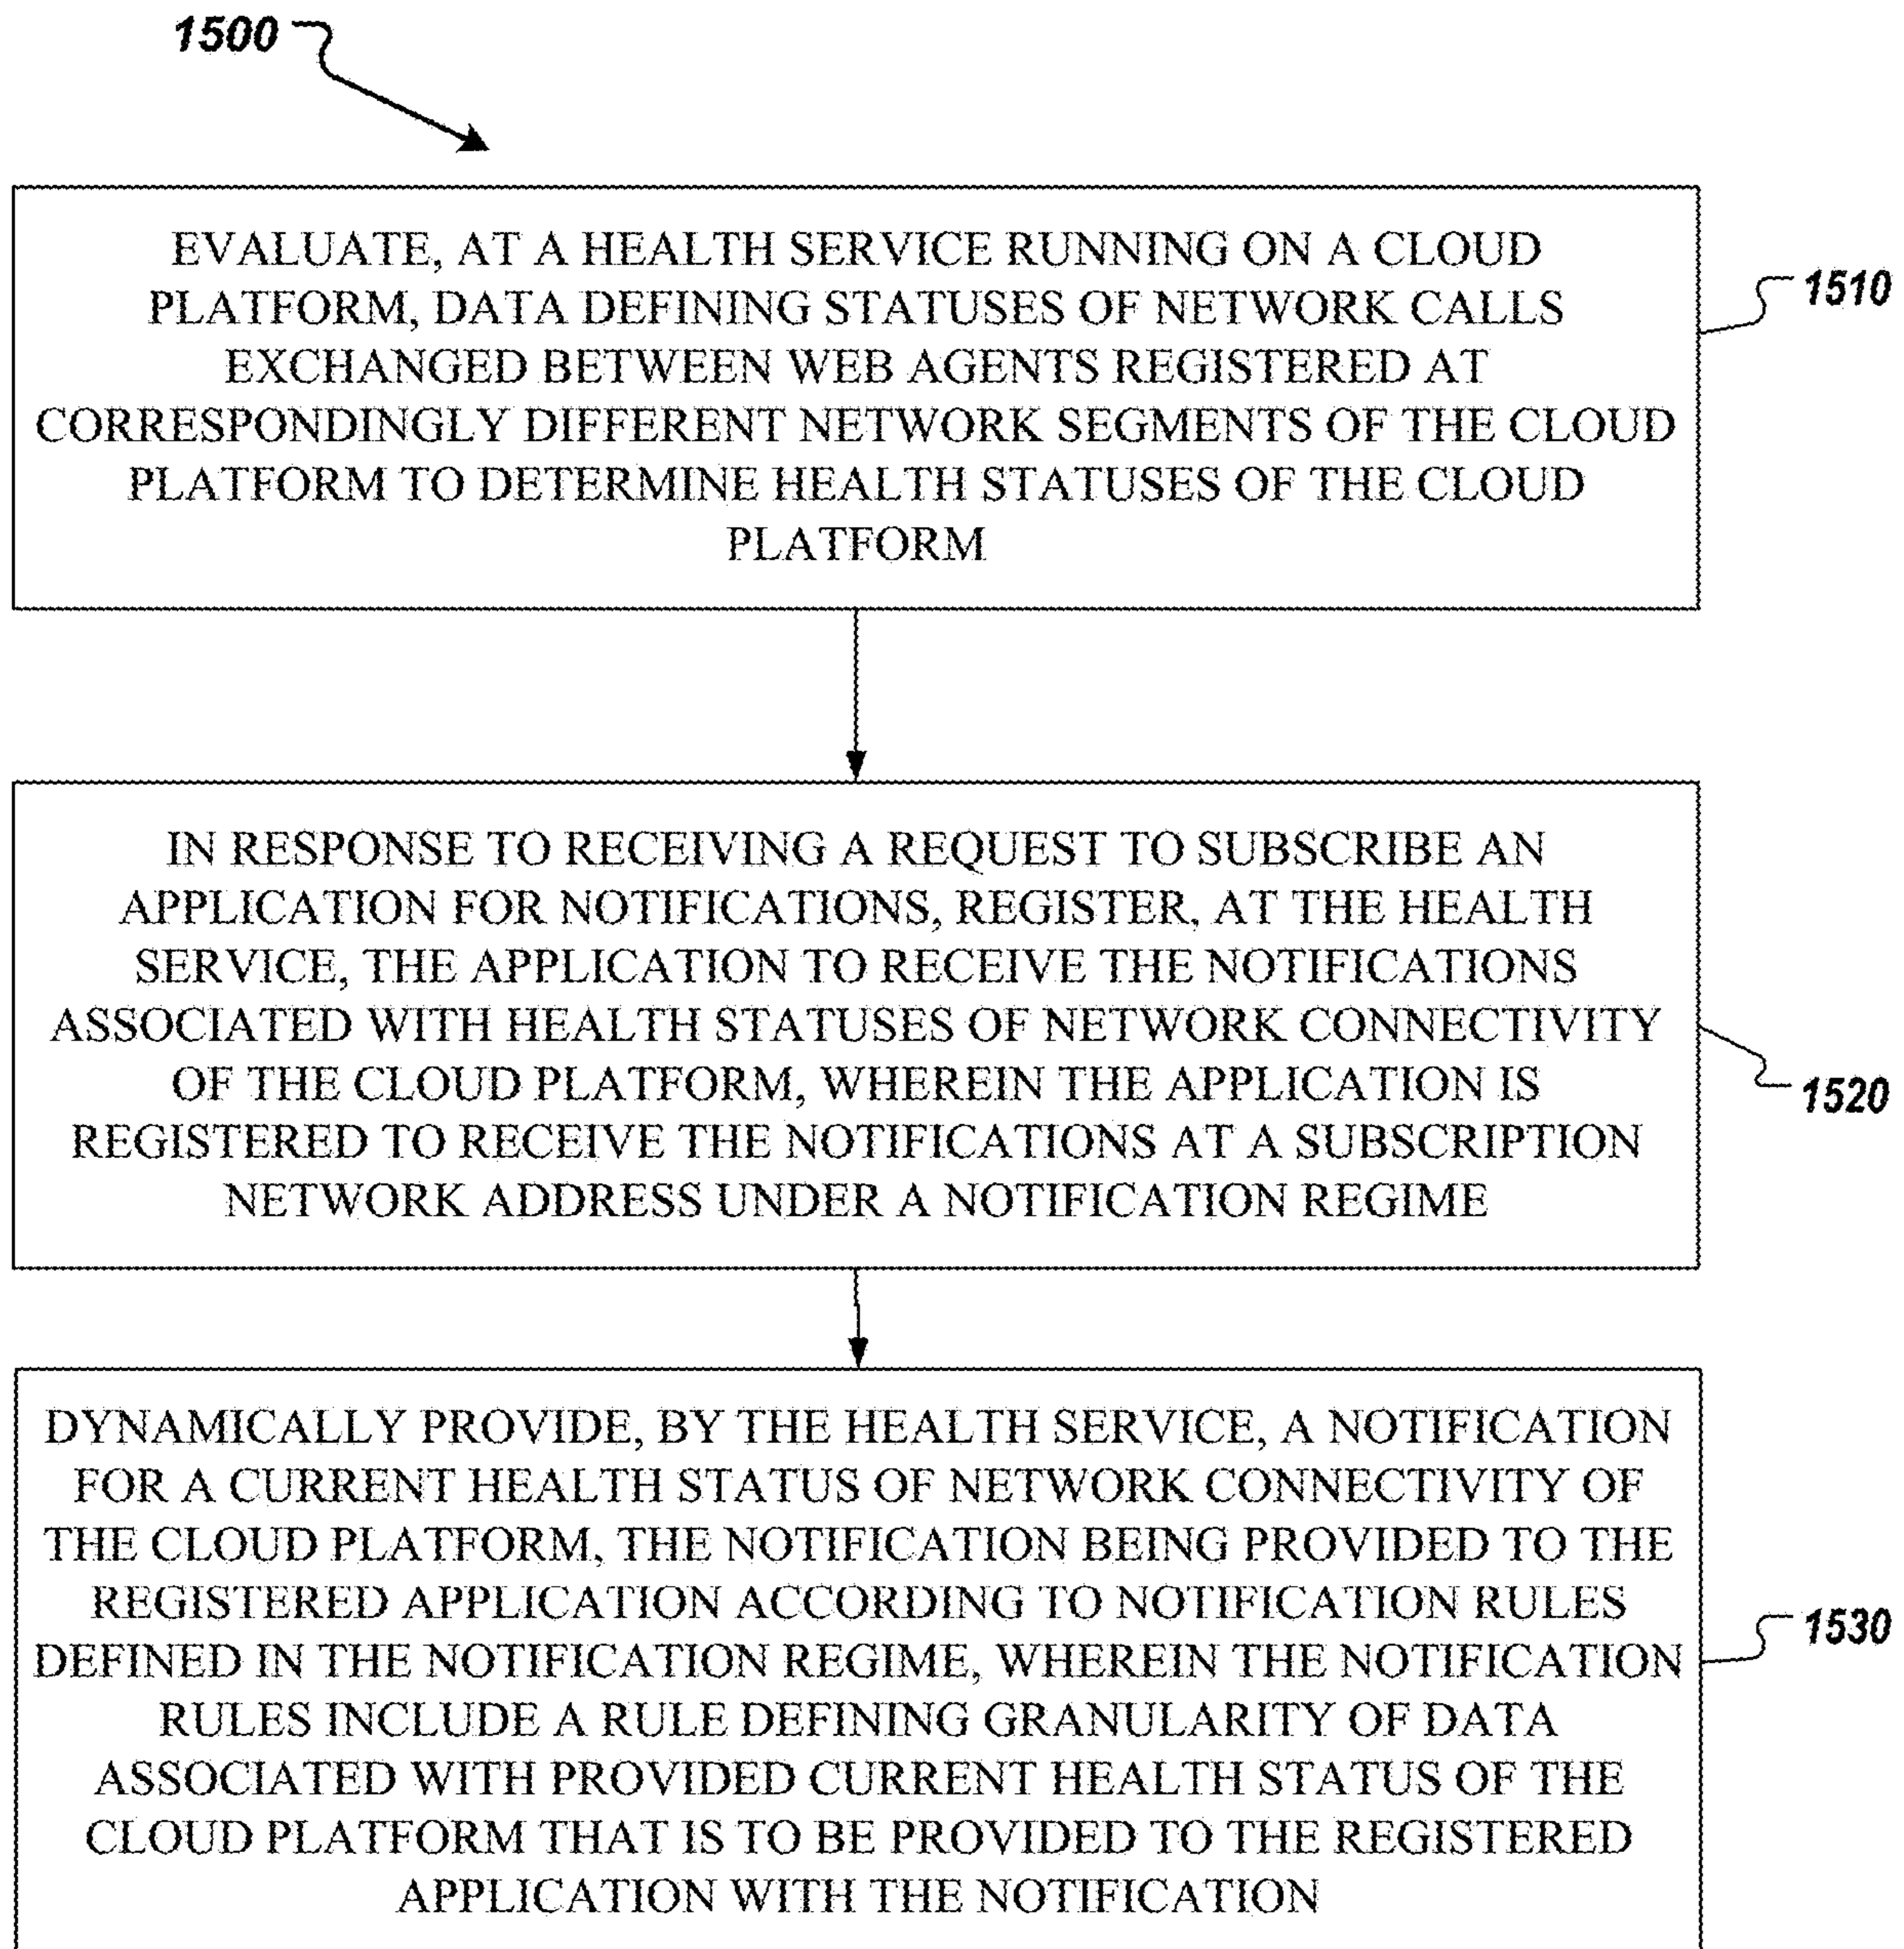 1500
EVALUATE, AT A HEALTH SERVICE RUNNING ON A CLOUD
PLATFORM, DATA DEFINING STATUSES OF NETWORK CALLS
EXCHANGED BETWEEN WEB AGENTS REGISTERED AT
CORRESPONDINGLY DIFFERENT NETWORK SEGMENTS OF THE CLOUD
PLATFORM TO DETERMINE HEALTH STATUSES OF THE CLOUD
PLATFORM
1510
IN RESPONSE TO RECEIVING A REQUEST TO SUBSCRIBE AN
APPLICATION FOR NOTIFICATIONS, REGISTER, AT THE HEALTH
SERVICE, THE APPLICATION TO RECEIVE THE NOTIFICATIONS
ASSOCIATED WITH HEALTH STATUSES OF NETWORK CONNECTIVITY
OF THE CLOUD PLATFORM, WHEREIN THE APPLICATION IS
REGISTERED TO RECEIVE THE NOTIFICATIONS AT A SUBSCRIPTION
NETWORK ADDRESS UNDER A NOTIFICATION REGIME
1520
DYNAMICALLY PROVIDE, BY THE HEALTH SERVICE, A NOTIFICATION
FOR A CURRENT HEALTH STATUS OF NETWORK CONNECTIVITY OF
THE CLOUD PLATFORM, THE NOTIFICATION BEING PROVIDED TO THE
REGISTERED APPLICATION ACCORDING TO NOTIFICATION RULES
DEFINED IN THE NOTIFICATION REGIME, WHEREIN THE NOTIFICATION
RULES INCLUDE A RULE DEFINING GRANULARITY OF DATA
ASSOCIATED WITH PROVIDED CURRENT HEALTH STATUS OF THE
CLOUD PLATFORM THAT IS TO BE PROVIDED TO THE REGISTERED
APPLICATION WITH THE NOTIFICATION
1530